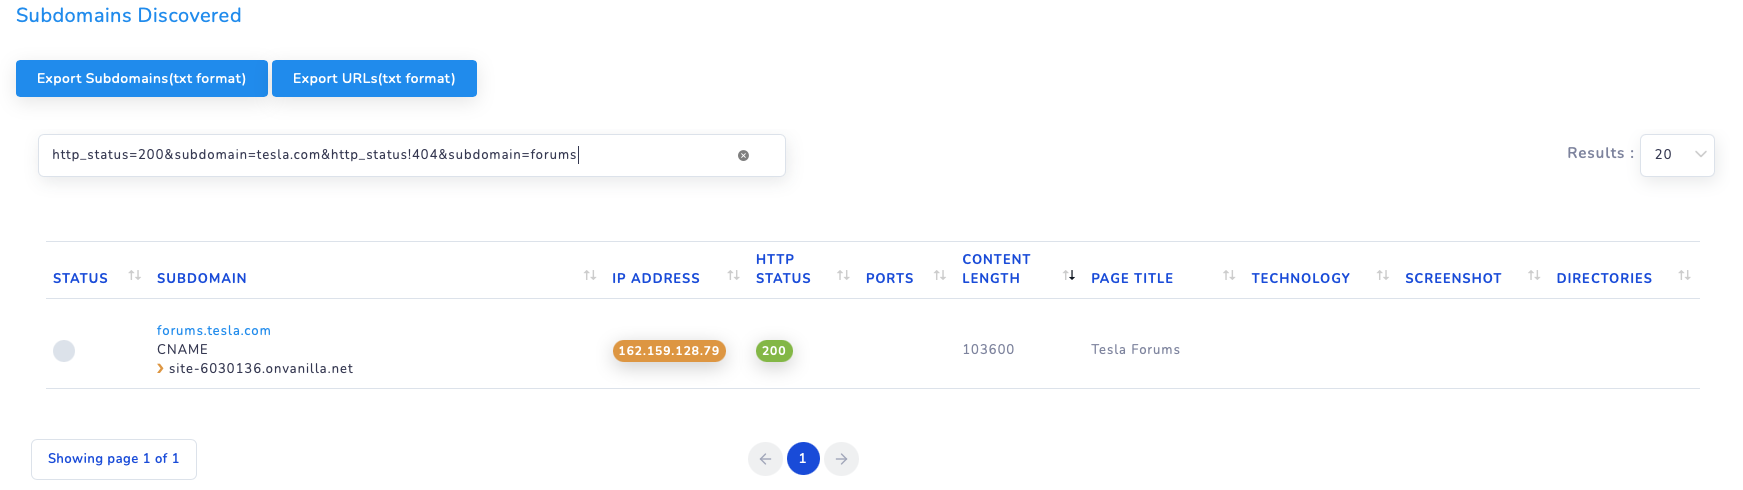 Subdomains Discovered
Export Subdomains(txt format) Export URLs(txt format)
http_status=200&subdomain=tesla.com&http_status!404&subdomain=forums
Results : 20
STATUS SUBDOMAIN IP ADDRESS HTTP STATUS PORTS CONTENT LENGTH PAGE TITLE TECHNOLOGY SCREENSHOT DIRECTORIES
forums.tesla.com
CNAME
site-6030136.onvanilla.net
162.159.128.79 200 103600 Tesla Forums
Showing page 1 of 1
1